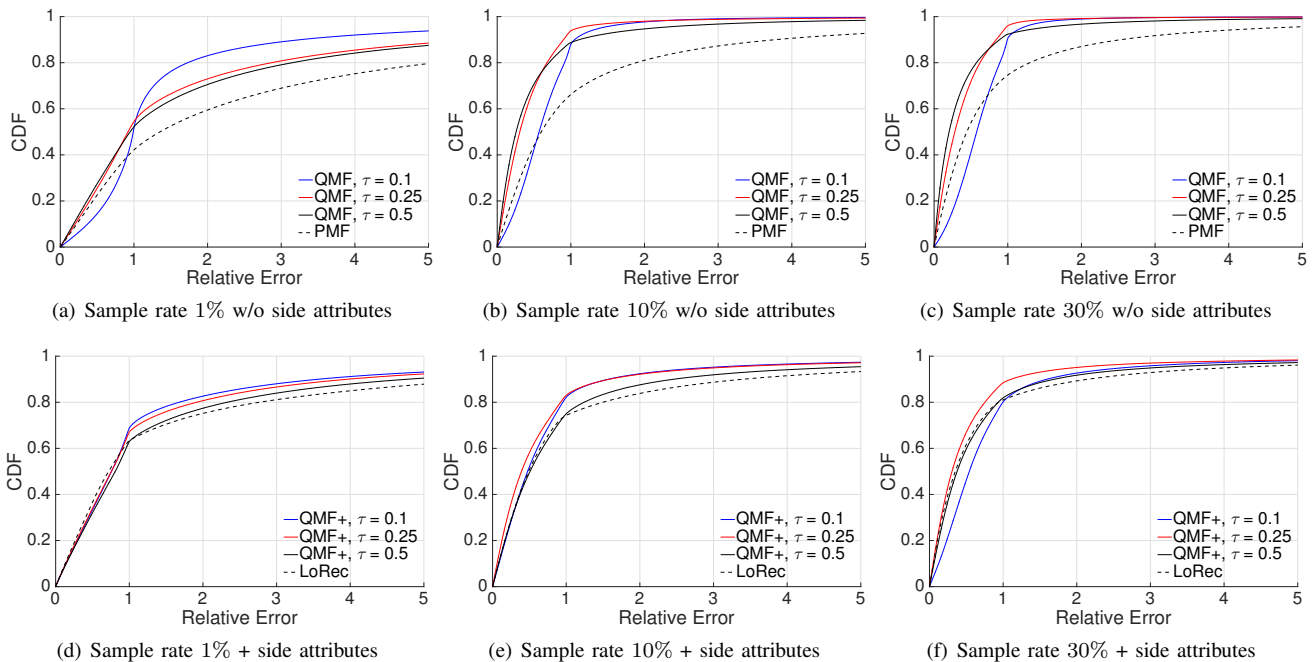 1
0.8
0.6
0.4
0.2
0
CDF
0 1 2 3 4 5
Relative Error
QMF, τ = 0.1
QMF, τ = 0.25
QMF, τ = 0.5
PMF
(a) Sample rate 1% w/o side attributes
1
0.8
0.6
0.4
0.2
0
CDF
0 1 2 3 4 5
Relative Error
QMF, τ = 0.1
QMF, τ = 0.25
QMF, τ = 0.5
PMF
(b) Sample rate 10% w/o side attributes
1
0.8
0.6
0.4
0.2
0
CDF
0 1 2 3 4 5
Relative Error
QMF, τ = 0.1
QMF, τ = 0.25
QMF, τ = 0.5
PMF
(c) Sample rate 30% w/o side attributes
1
0.8
0.6
0.4
0.2
0
CDF
0 1 2 3 4 5
Relative Error
QMF+, τ = 0.1
QMF+, τ = 0.25
QMF+, τ = 0.5
LoRec
(d) Sample rate 1% + side attributes
1
0.8
0.6
0.4
0.2
0
CDF
0 1 2 3 4 5
Relative Error
QMF+, τ = 0.1
QMF+, τ = 0.25
QMF+, τ = 0.5
LoRec
(e) Sample rate 10% + side attributes
1
0.8
0.6
0.4
0.2
0
CDF
0 1 2 3 4 5
Relative Error
QMF+, τ = 0.1
QMF+, τ = 0.25
QMF+, τ = 0.5
LoRec
(f) Sample rate 30% + side attributes